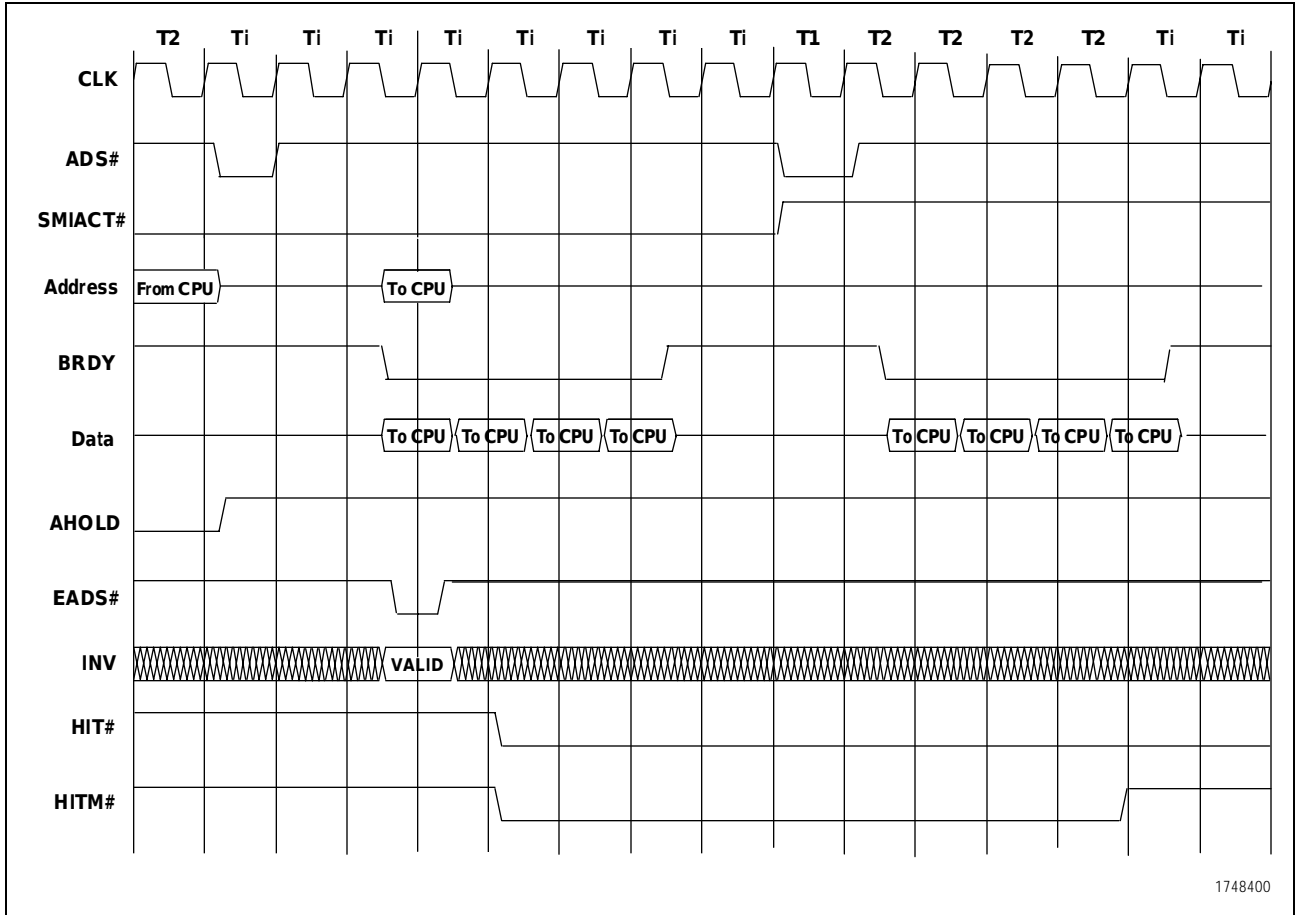 T2 Ti Ti Ti Ti Ti Ti Ti Ti T1 T2 T2 T2 T2 Ti Ti
CLK
ADS#
SMIACT#
Address From CPU To CPU
BRDY
Data To CPU To CPU To CPU To CPU To CPU To CPU To CPU To CPU
AHOLD
EADS#
INV VALID
HIT#
HITM#
1748400